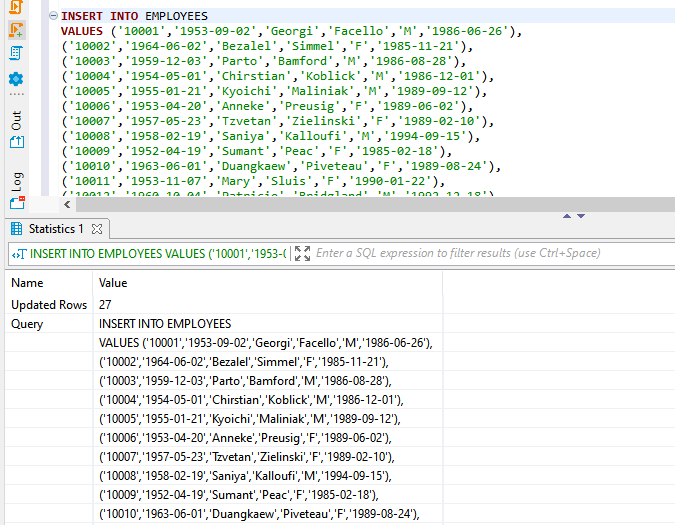 INSERT INTO EMPLOYEES
VALUES ('10001','1953-09-02','Georgi','Facello','M','1986-06-26'),
('10002','1964-06-02','Bezalel','Simmel','F','1985-11-21'),
('10003','1959-12-03','Parto','Bamford','M','1986-08-28'),
('10004','1954-05-01','Chirstian','Koblick','M','1986-12-01'),
('10005','1955-01-21','Kyoichi','Maliniak','M','1989-09-12'),
('10006','1953-04-20','Anneke','Preusig','F','1989-06-02'),
('10007','1957-05-23','Tzvetan','Zielinski','F','1989-02-10'),
('10008','1958-02-19','Saniya','Kalloufi','M','1994-09-15'),
('10009','1952-04-19','Sumant','Peac','F','1985-02-18'),
('10010','1963-06-01','Duangkaew','Piveteau','F','1989-08-24'),
('10011','1953-11-07','Mary','Sluis','F','1990-01-22'),
('10012','1960-10-04','Patricio','Bridgland','M','1992-12-18'),
Out
Log
Statistics 1
INSERT INTO EMPLOYEES VALUES ('10001','1953-0
Enter a SQL expression to filter results (use Ctrl+Space)
Name Value
Updated Rows 27
Query INSERT INTO EMPLOYEES
VALUES ('10001','1953-09-02','Georgi','Facello','M','1986-06-26'),
('10002','1964-06-02','Bezalel','Simmel','F','1985-11-21'),
('10003','1959-12-03','Parto','Bamford','M','1986-08-28'),
('10004','1954-05-01','Chirstian','Koblick','M','1986-12-01'),
('10005','1955-01-21','Kyoichi','Maliniak','M','1989-09-12'),
('10006','1953-04-20','Anneke','Preusig','F','1989-06-02'),
('10007','1957-05-23','Tzvetan','Zielinski','F','1989-02-10'),
('10008','1958-02-19','Saniya','Kalloufi','M','1994-09-15'),
('10009','1952-04-19','Sumant','Peac','F','1985-02-18'),
('10010','1963-06-01','Duangkaew','Piveteau','F','1989-08-24'),